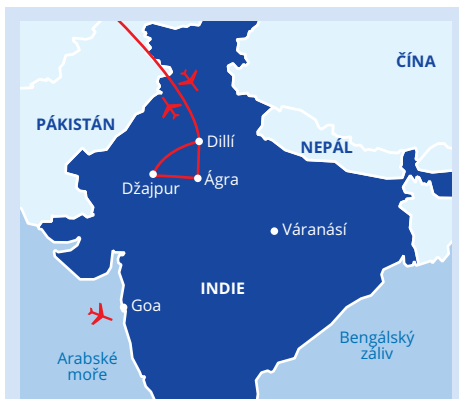 ČÍNA
PÁKISTÁN
Dillí
NEPÁL
Džajpur
Ágra
Váranásí
INDIE
Goa
Arabské
moře
Bengálský
záliv